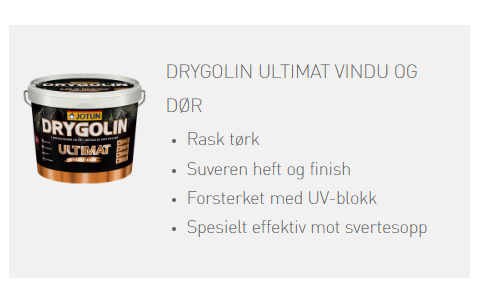 DRYGOLIN ULTIMAT VINDU OG
DØR
• Rask tørk
• Suveren heft og finish
• Forsterket med UV-blokk
• Spesielt effektiv mot svertesopp
JOTUN
DRYGOLIN
ULTIMAT